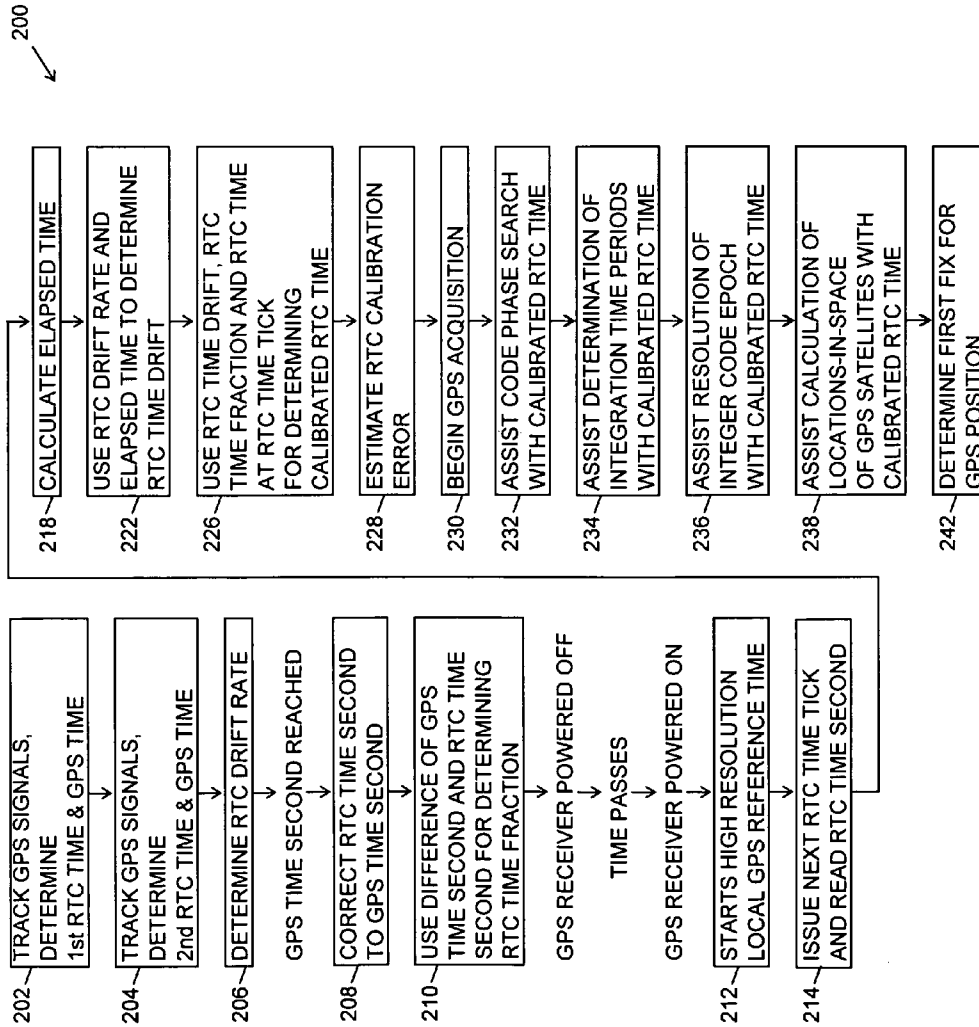 200
202
TRACK GPS SIGNALS,
DETERMINE
1st RTC TIME & GPS TIME
204
TRACK GPS SIGNALS,
DETERMINE
2nd RTC TIME & GPS TIME
206
DETERMINE RTC DRIFT RATE
GPS TIME SECOND REACHED
208
CORRECT RTC TIME SECOND
TO GPS TIME SECOND
210
USE DIFFERENCE OF GPS
TIME SECOND AND RTC TIME
SECOND FOR DETERMINING
RTC TIME FRACTION
GPS RECEIVER POWERED OFF
TIME PASSES
GPS RECEIVER POWERED ON
212
STARTS HIGH RESOLUTION
LOCAL GPS REFERENCE TIME
214
ISSUE NEXT RTC TIME TICK
AND READ RTC TIME SECOND
218
CALCULATE ELAPSED TIME
222
USE RTC DRIFT RATE AND
ELAPSED TIME TO DETERMINE
RTC TIME DRIFT
226
USE RTC TIME DRIFT, RTC
TIME FRACTION AND RTC TIME
AT RTC TIME TICK
FOR DETERMINING
CALIBRATED RTC TIME
228
ESTIMATE RTC CALIBRATION
ERROR
230
BEGIN GPS ACQUISITION
232
ASSIST CODE PHASE SEARCH
WITH CALIBRATED RTC TIME
234
ASSIST DETERMINATION OF
INTEGRATION TIME PERIODS
WITH CALIBRATED RTC TIME
236
ASSIST RESOLUTION OF
INTEGER CODE EPOCH
WITH CALIBRATED RTC TIME
238
ASSIST CALCULATION OF
LOCATIONS-IN-SPACE
OF GPS SATELLITES WITH
CALIBRATED RTC TIME
242
DETERMINE FIRST FIX FOR
GPS POSITION